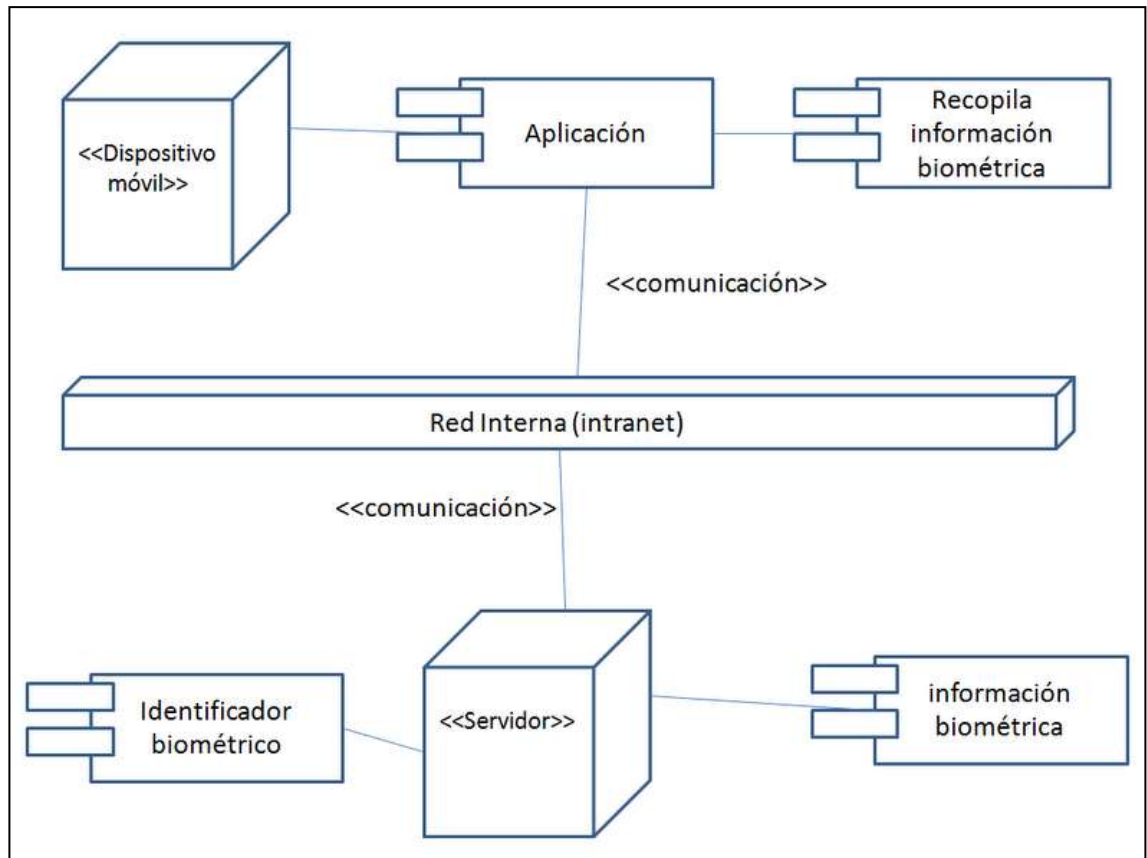 <<Dispositivo
móvil>>
Aplicación
Recopila
información
biométrica
<<comunicación>>
Red Interna (intranet)
<<comunicación>>
Identificador
biométrico
<<Servidor>>
información
biométrica